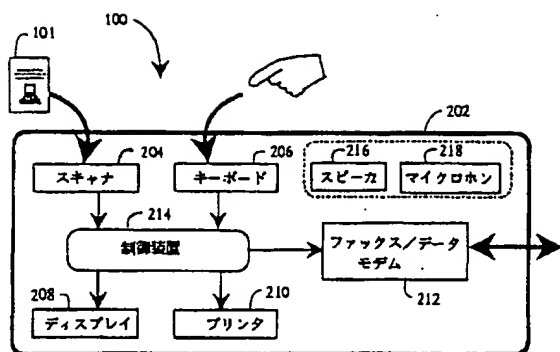 100
101
202
204
206
216
218
スキャナ
キーボード
スピーカ
マイクロホン
214
制御装置
ファックス／データ
モデム
208
210
212
ディスプレイ
プリンタ